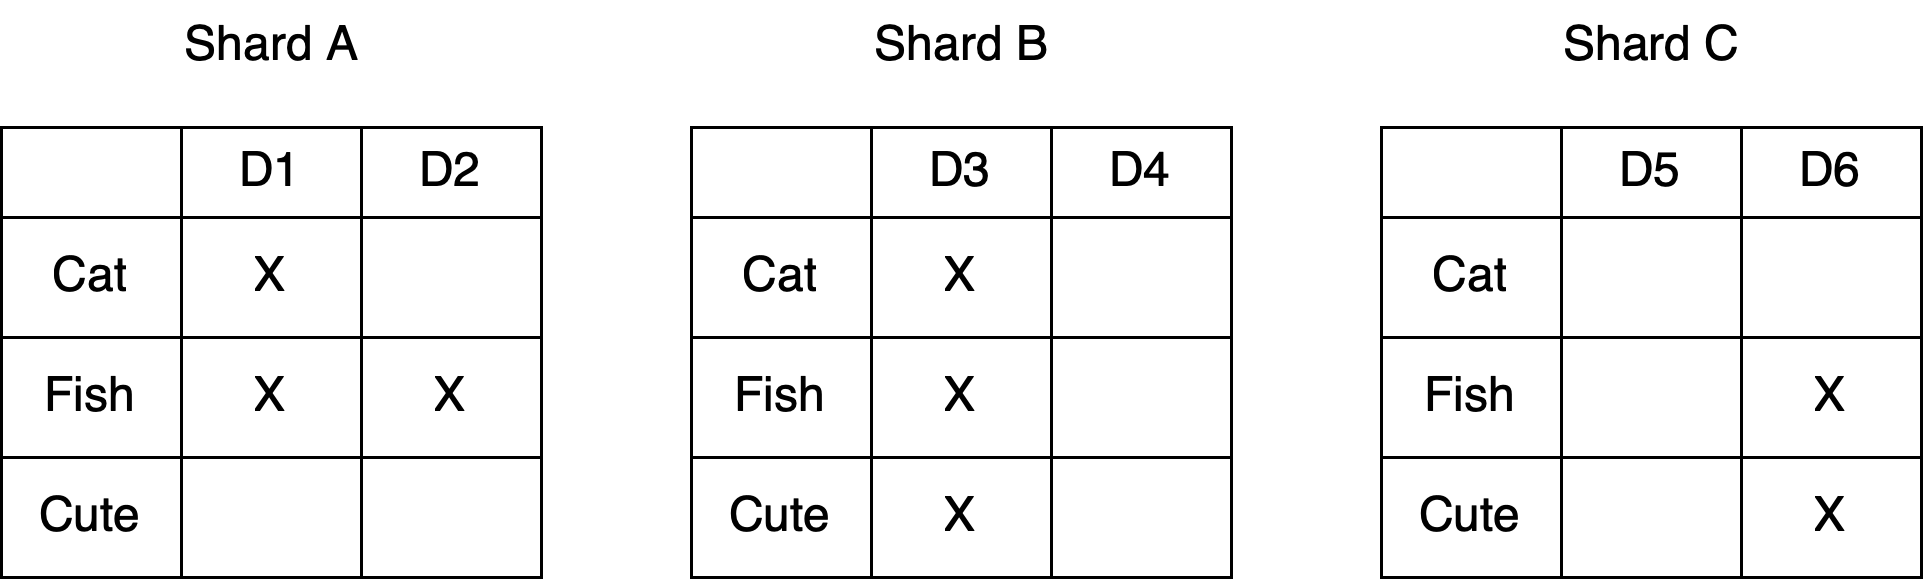 Shard A Shard B Shard C
D1 D2 D3 D4 D5 D6
Cat X Cat X Cat
Fish X X Fish X Fish X
Cute Cute X Cute X